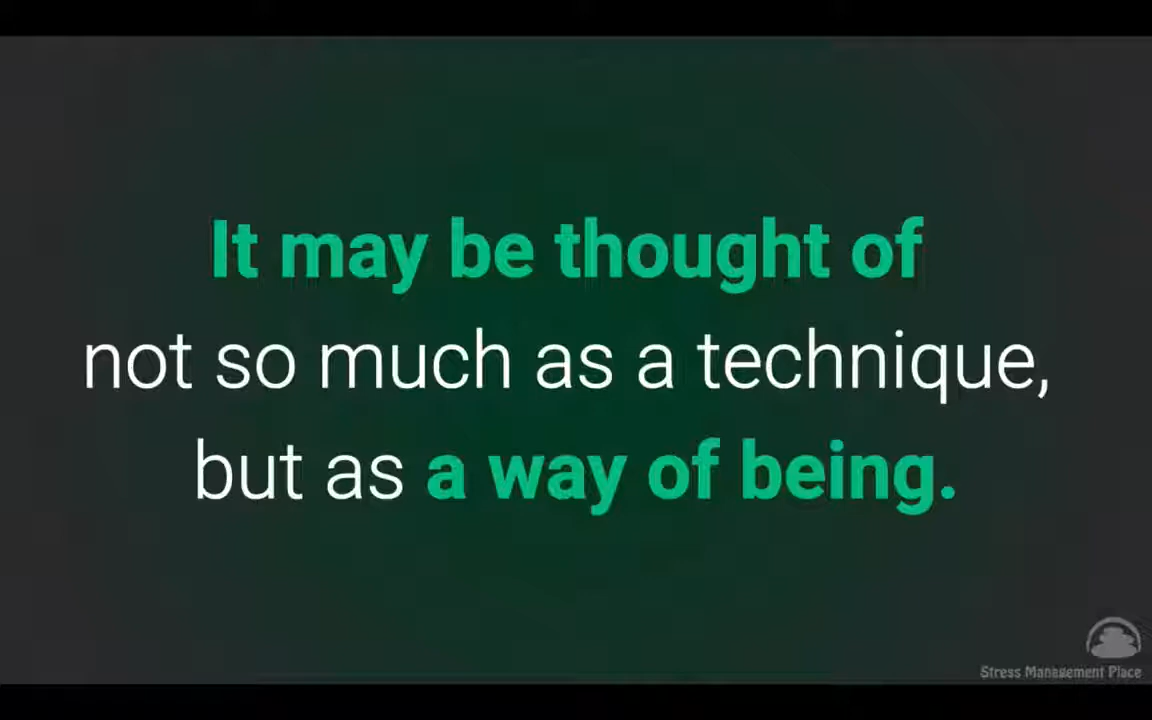 It may be thought of
not so much as a technique,
but as a way of being.
Stress Management Place